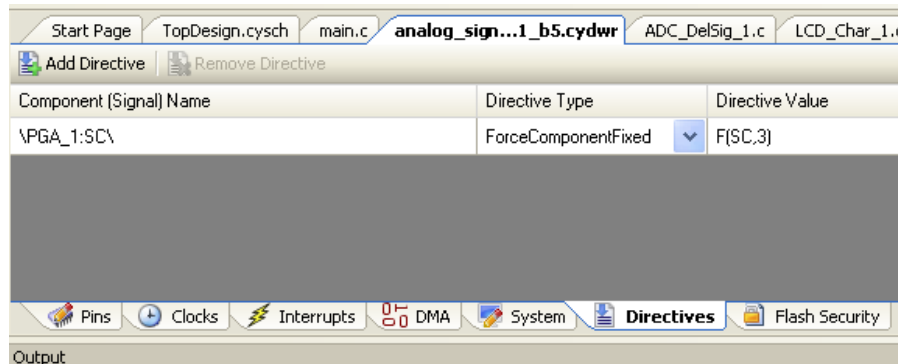 Start Page TopDesign.cysch main.c analog_sign...1_b5.cydwr ADC_DelSig_1.c LCD_Char_1.
Add Directive Remove Directive
Component (Signal) Name Directive Type Directive Value
\PGA_1:SC\ ForceComponentFixed F(SC,3)
Pins Clocks Interrupts DMA System Directives Flash Security
Output